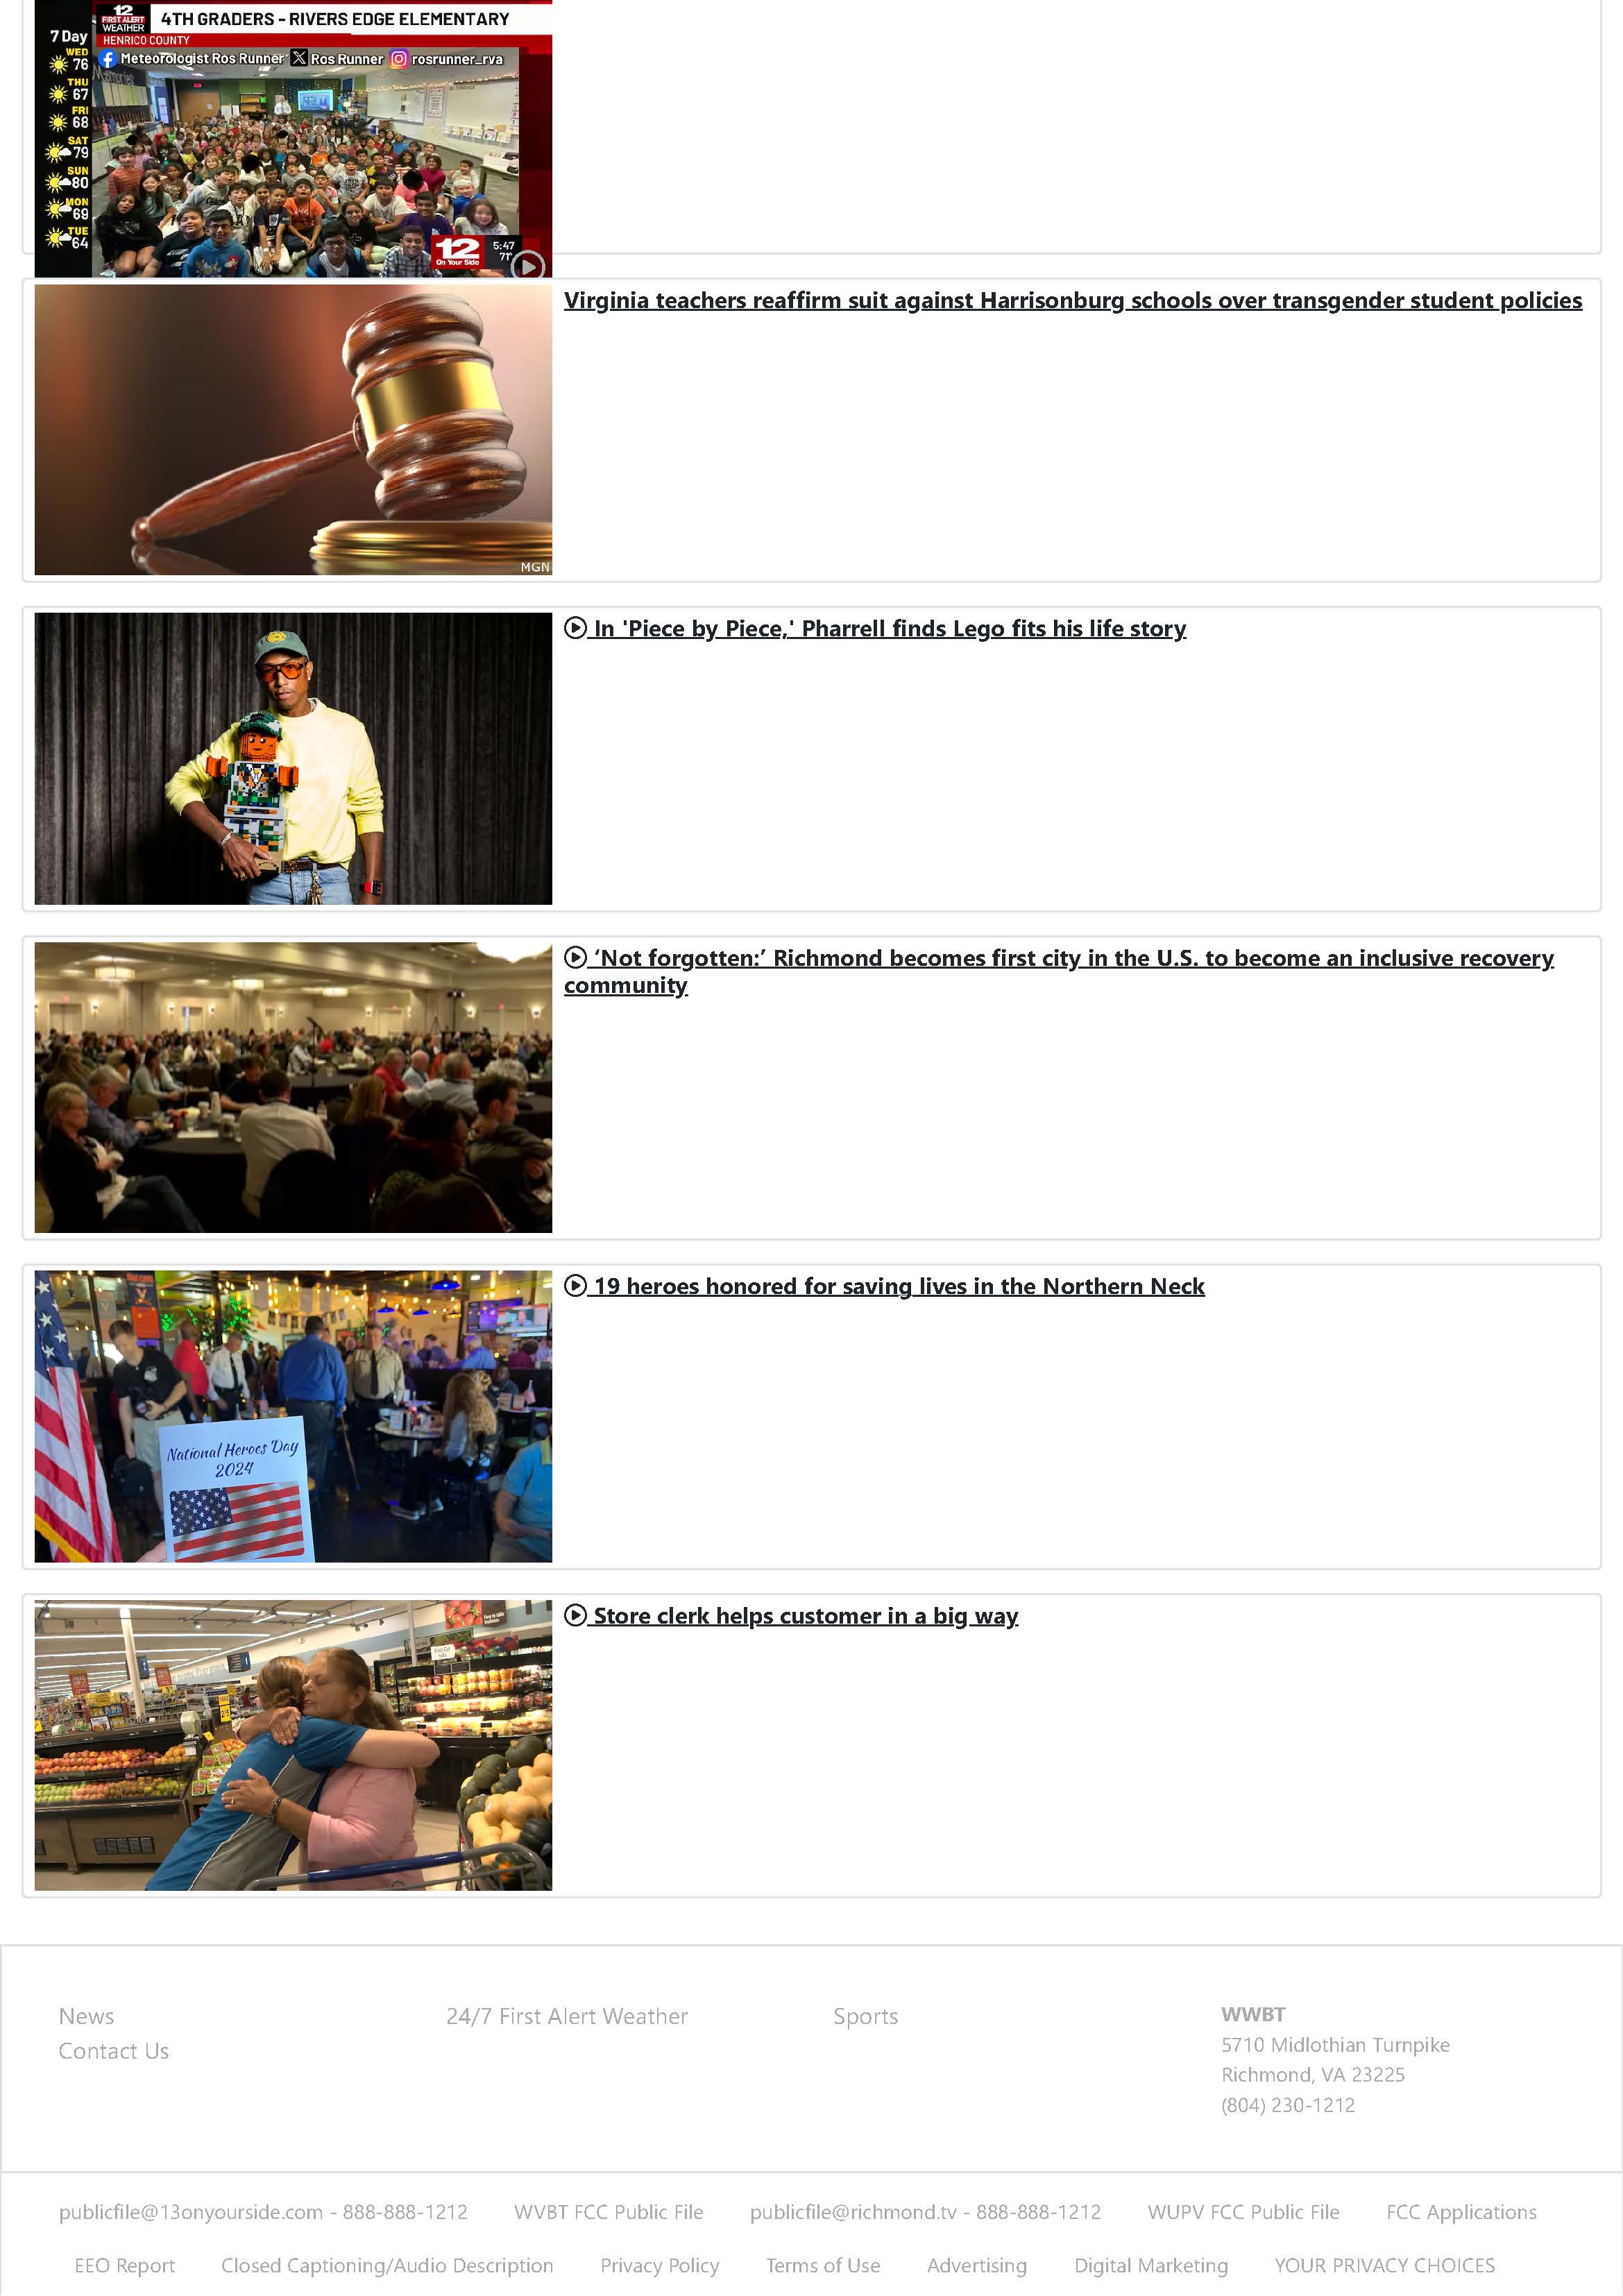 12
FIRST ALERT
WEATHER
4TH GRADERS - RIVERS EDGE ELEMENTARY
HENRICO COUNTY
Meteorologist Ros Runner Ros Runner rosrunner_rva
7 Day
WED
76
THU
67
FRI
68
SAT
79
SUN
80
MON
69
TUE
64
12
On Your Side
5:47
71°
Virginia teachers reaffirm suit against Harrisonburg schools over transgender student policies
MGN
In 'Piece by Piece,' Pharrell finds Lego fits his life story
‘Not forgotten:’ Richmond becomes first city in the U.S. to become an inclusive recovery
community
19 heroes honored for saving lives in the Northern Neck
National Heroes Day
2024
Store clerk helps customer in a big way
News
24/7 First Alert Weather
Sports
Contact Us
WWBT
5710 Midlothian Turnpike
Richmond, VA 23225
(804) 230-1212
publicfile@13onyourside.com - 888-888-1212 WVBT FCC Public File publicfile@richmond.tv - 888-888-1212 WUPV FCC Public File FCC Applications
EEO Report Closed Captioning/Audio Description Privacy Policy Terms of Use Advertising Digital Marketing YOUR PRIVACY CHOICES